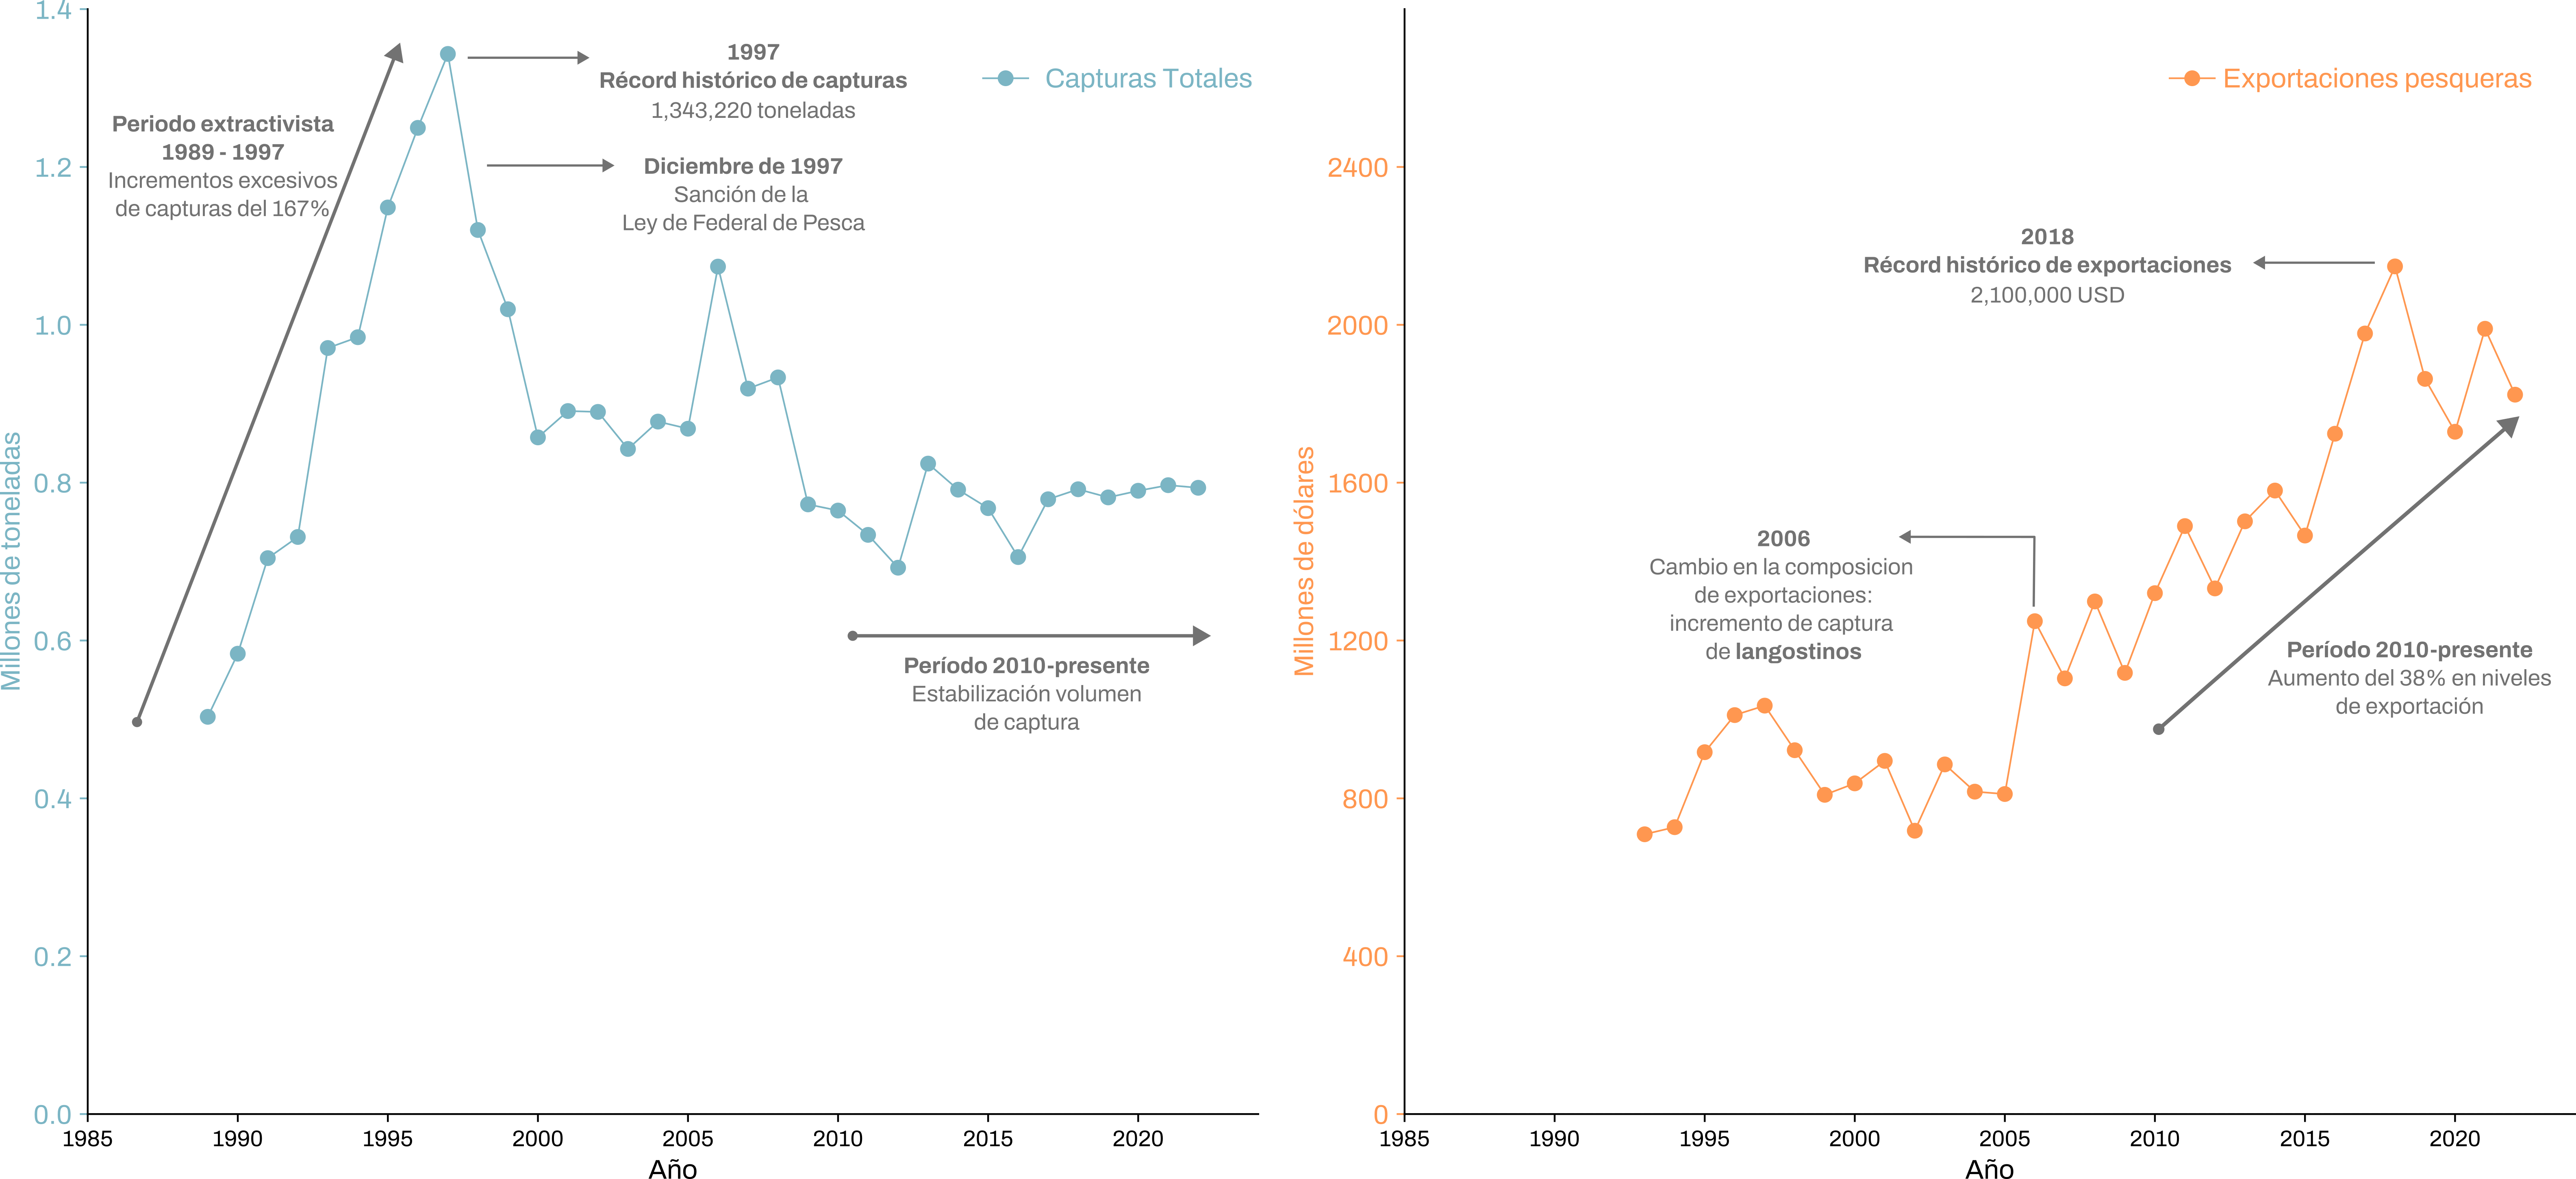 Millones de toneladas
1.4
1.2
1.0
0.8
0.6
0.4
0.2
0.0
1985
1990
1995
2000
2005
2010
2015
2020
Año
Capturas Totales
Periodo extractivista
1989 - 1997
Incrementos excesivos
de capturas del 167%
1997
Récord histórico de capturas
1,343,220 toneladas
Diciembre de 1997
Sanción de la
Ley de Federal de Pesca
Período 2010-presente
Estabilización volumen
de captura
Millones de dólares
2400
2000
1600
1200
800
400
0
1985
1990
1995
2000
2005
2010
2015
2020
Año
Exportaciones pesqueras
2018
Récord histórico de exportaciones
2,100,000 USD
2006
Cambio en la composicion
de exportaciones:
incremento de captura
de langostinos
Período 2010-presente
Aumento del 38% en niveles
de exportación